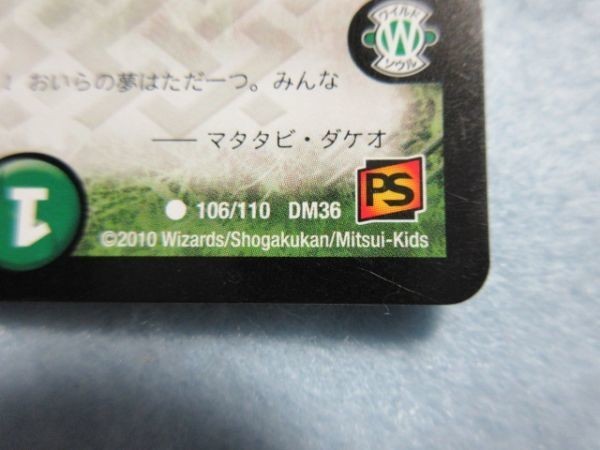 ワイルド
W
ソウル
！ おいらの夢はただ一つ。みんな
—— マタタビ・ダケオ
1
106/110 DM36
PS
©2010 Wizards/Shogakukan/Mitsui-Kids